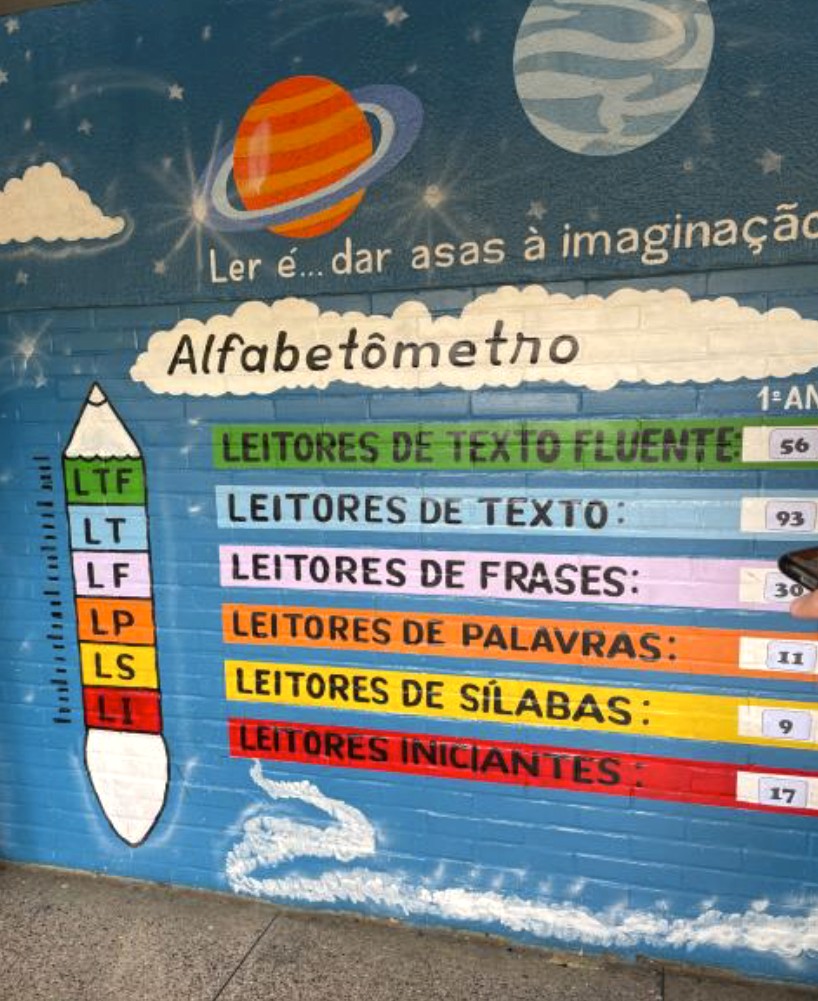 Ler é... dar asas à imaginação
Alfabetômetro
1º AN
LEITORES DE TEXTO FLUENTE: 56
LTF
LEITORES DE TEXTO: 93
LT
LEITORES DE FRASES: 30
LF
LEITORES DE PALAVRAS: 11
LP
LEITORES DE SÍLABAS: 9
LS
LEITORES INICIANTES: 17
LI